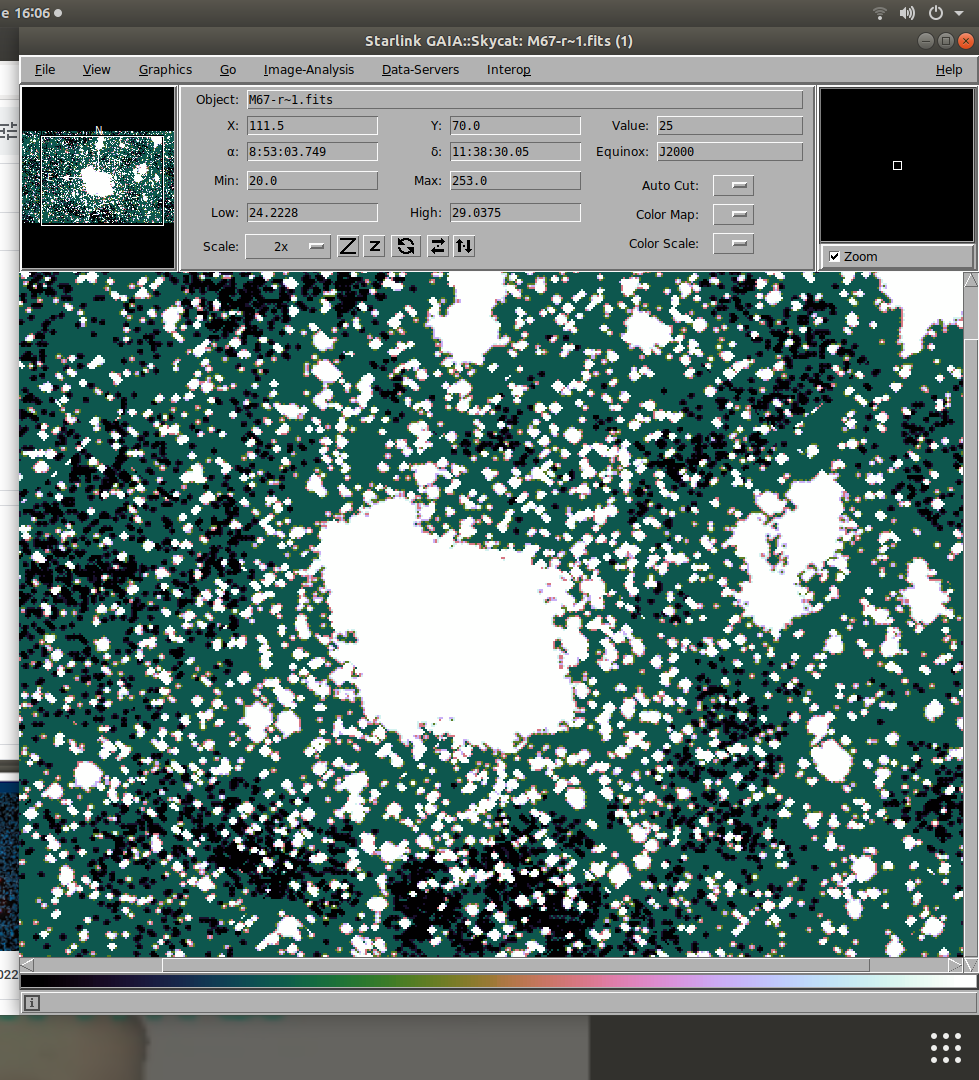 e 16:06
Starlink GAIA::Skycat: M67-r~1.fits (1)
File View Graphics Go Image-Analysis Data-Servers Interop Help
Object: M67-r~1.fits
X: 111.5 Y: 70.0 Value: 25
α: 8:53:03.749 δ: 11:38:30.05 Equinox: J2000
Min: 20.0 Max: 253.0 Auto Cut:
Low: 24.2228 High: 29.0375 Color Map:
Scale: 2x Z z Color Scale:
Zoom
N
022